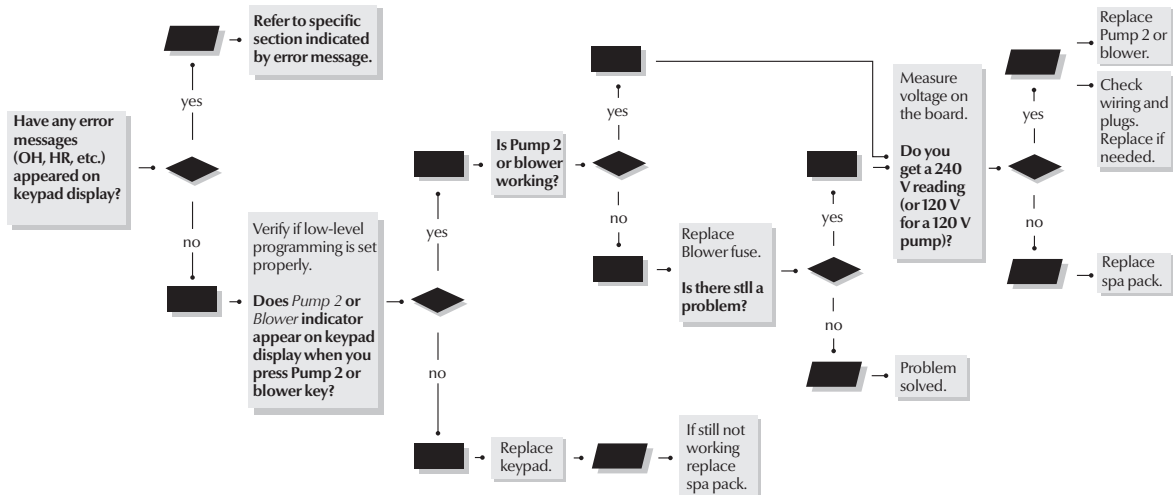 Have any error
messages
(OH, HR, etc.)
appeared on
keypad display?
yes
Refer to specific
section indicated
by error message.
no
Verify if low-level
programming is set
properly.
Does Pump 2 or
Blower indicator
appear on keypad
display when you
press Pump 2 or
blower key?
yes
Is Pump 2
or blower
working?
no
Replace
keypad.
If still not
working
replace
spa pack.
yes
no
Replace
Blower fuse.
Is there stll a
problem?
yes
no
Problem
solved.
Measure
voltage on
the board.
Do you
get a 240
V reading
(or 120 V
for a 120 V
pump)?
yes
Replace
Pump 2 or
blower.
Check
wiring and
plugs.
Replace if
needed.
no
Replace
spa pack.